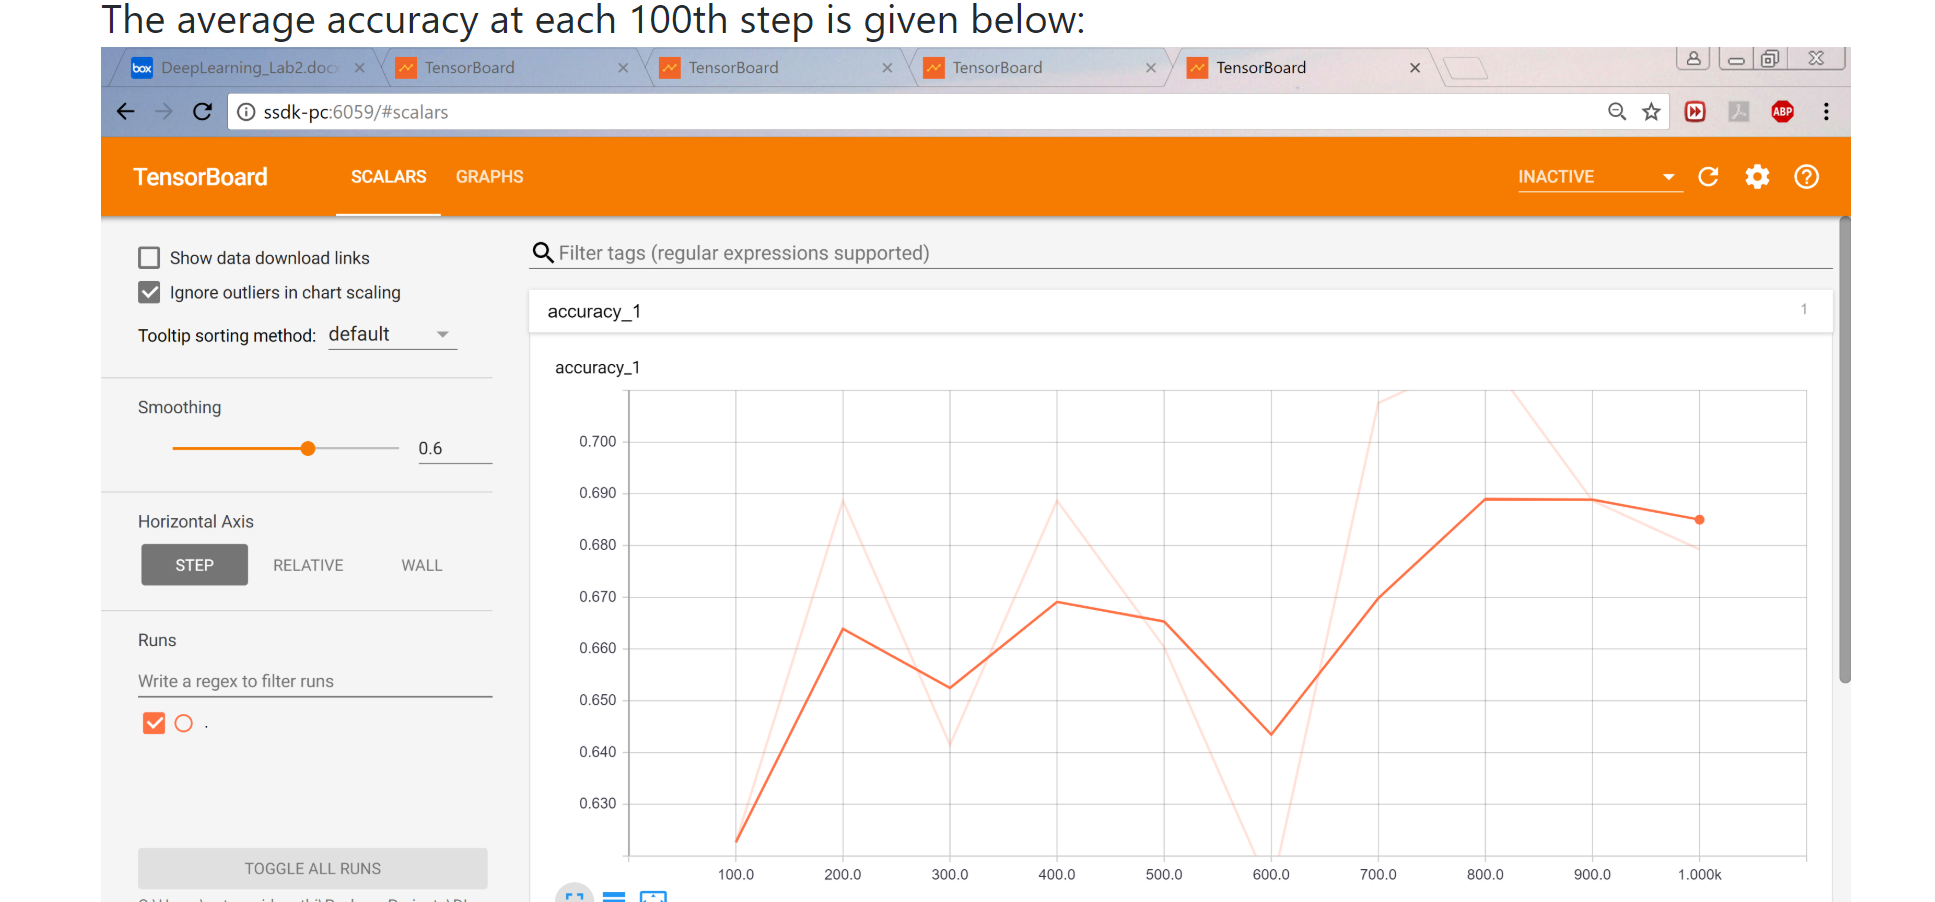 The average accuracy at each 100th step is given below:
box DeepLearning_Lab2.doc × TensorBoard × TensorBoard × TensorBoard × TensorBoard ×
ssdk-pc:6059/#scalars ABP
TensorBoard SCALARS GRAPHS INACTIVE
Show data download links
Filter tags (regular expressions supported)
Ignore outliers in chart scaling
accuracy_1 1
Tooltip sorting method: default
accuracy_1
Smoothing
0.6
Horizontal Axis
STEP RELATIVE WALL
Runs
Write a regex to filter runs
.
TOGGLE ALL RUNS
0.700
0.690
0.680
0.670
0.660
0.650
0.640
0.630
100.0 200.0 300.0 400.0 500.0 600.0 700.0 800.0 900.0 1.000k